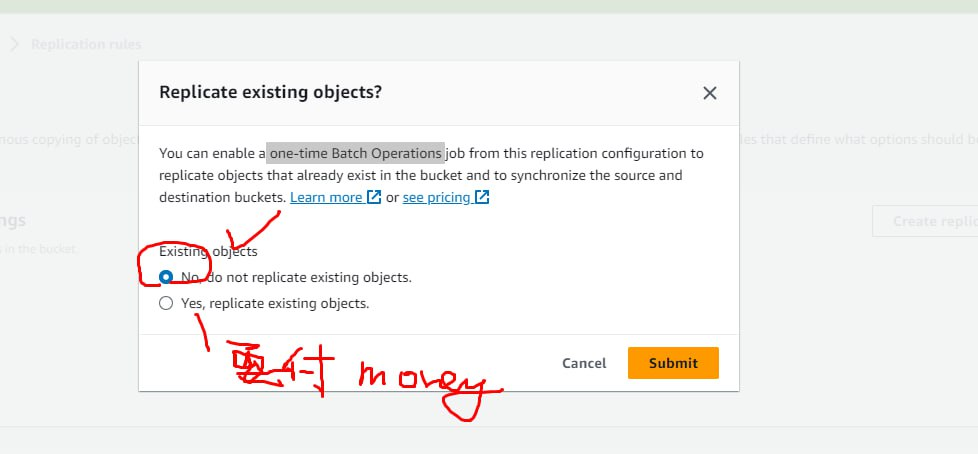 Replication rules
Replicate existing objects?
nous copying of objec
les that define what options should be
You can enable a one-time Batch Operations job from this replication configuration to
replicate objects that already exist in the bucket and to synchronize the source and
destination buckets. Learn more or see pricing
ngs
Create replic
s in the bucket.
Existing objects
No, do not replicate existing objects.
Yes, replicate existing objects.
付 money
Cancel
Submit